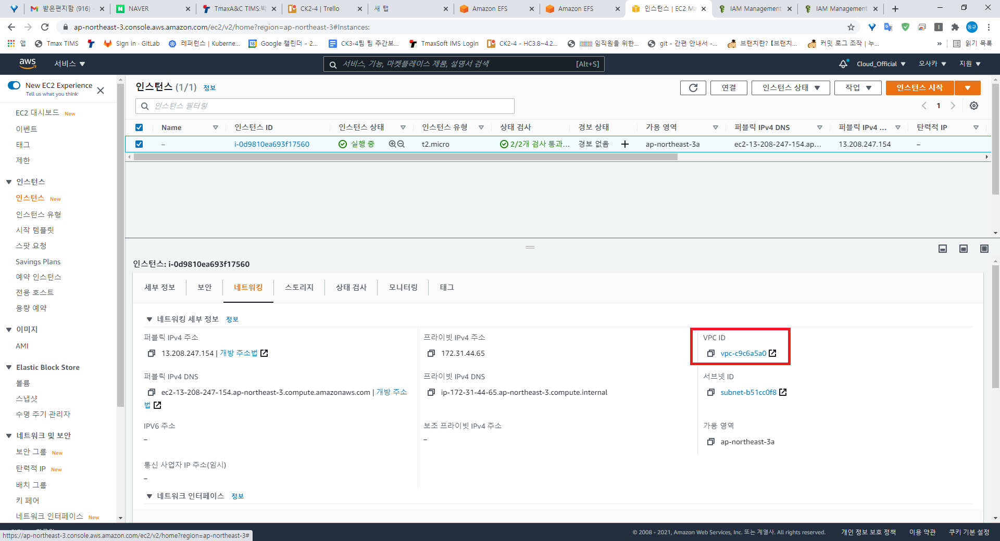 받은편지함 (916) -
NAVER
TmaxA&C TIMS:박
CK2-4 | Trello
새 탭
Amazon EFS
Amazon EFS
인스턴스 | EC2 Ma
IAM Management
IAM Management
ap-northeast-3.console.aws.amazon.com/ec2/v2/home?region=ap-northeast-3#Instances:
동규
앱
Tmax TIMS
Sign in · GitLab
레퍼런스 | Kuberne...
Google 캘린더 - 2...
CK3-4팀 팀 주간보...
TmaxSoft IMS Login
CK2-4 - HC3.8~4.2...
임직원을 위한...
git - 간편 안내서 -...
브랜치란?【브랜치...
커밋 로그 조작 | 누...
»
읽기 목록
aws
서비스
서비스, 기능, 마켓플레이스 제품, 설명서 검색
[Alt+S]
Cloud_Official
오사카
지원
New EC2 Experience
Tell us what you think
EC2 대시보드 New
이벤트
태그
제한
인스턴스
인스턴스 New
인스턴스 유형
시작 템플릿
스팟 요청
Savings Plans
예약 인스턴스
전용 호스트
용량 예약
이미지
AMI
Elastic Block Store
볼륨
스냅샷
수명 주기 관리자
네트워크 및 보안
보안 그룹 New
탄력적 IP New
배치 그룹
키 페어
네트워크 인터페이스 New
인스턴스 (1/1) 정보
연결
인스턴스 상태
작업
인스턴스 시작
인스턴스 필터링
1
Name
인스턴스 ID
인스턴스 상태
인스턴스 유형
상태 검사
경보 상태
가용 영역
퍼블릭 IPv4 DNS
퍼블릭 IPv4 ...
탄력적 IP
–
i-0d9810ea693f17560
실행 중
t2.micro
2/2개 검사 통과...
경보 없음
ap-northeast-3a
ec2-13-208-247-154.ap...
13.208.247.154
–
인스턴스: i-0d9810ea693f17560
세부 정보
보안
네트워킹
스토리지
상태 검사
모니터링
태그
네트워킹 세부 정보 정보
퍼블릭 IPv4 주소
13.208.247.154 | 개방 주소법
프라이빗 IPv4 주소
172.31.44.65
VPC ID
vpc-c9c6a5a0
퍼블릭 IPv4 DNS
ec2-13-208-247-154.ap-northeast-3.compute.amazonaws.com | 개방 주소
법
프라이빗 IPv4 DNS
ip-172-31-44-65.ap-northeast-3.compute.internal
서브넷 ID
subnet-b51cc0f8
IPV6 주소
–
보조 프라이빗 IPv4 주소
–
가용 영역
ap-northeast-3a
통신 사업자 IP 주소(임시)
–
네트워크 인터페이스 정보
https://ap-northeast-3.console.aws.amazon.com/ec2/v2/home?region=ap-northeast-3#
© 2008 - 2021, Amazon Web Services, Inc. 또는 계열사. All rights reserved.
개인 정보 보호 정책
이용 약관
쿠키 기본 설정